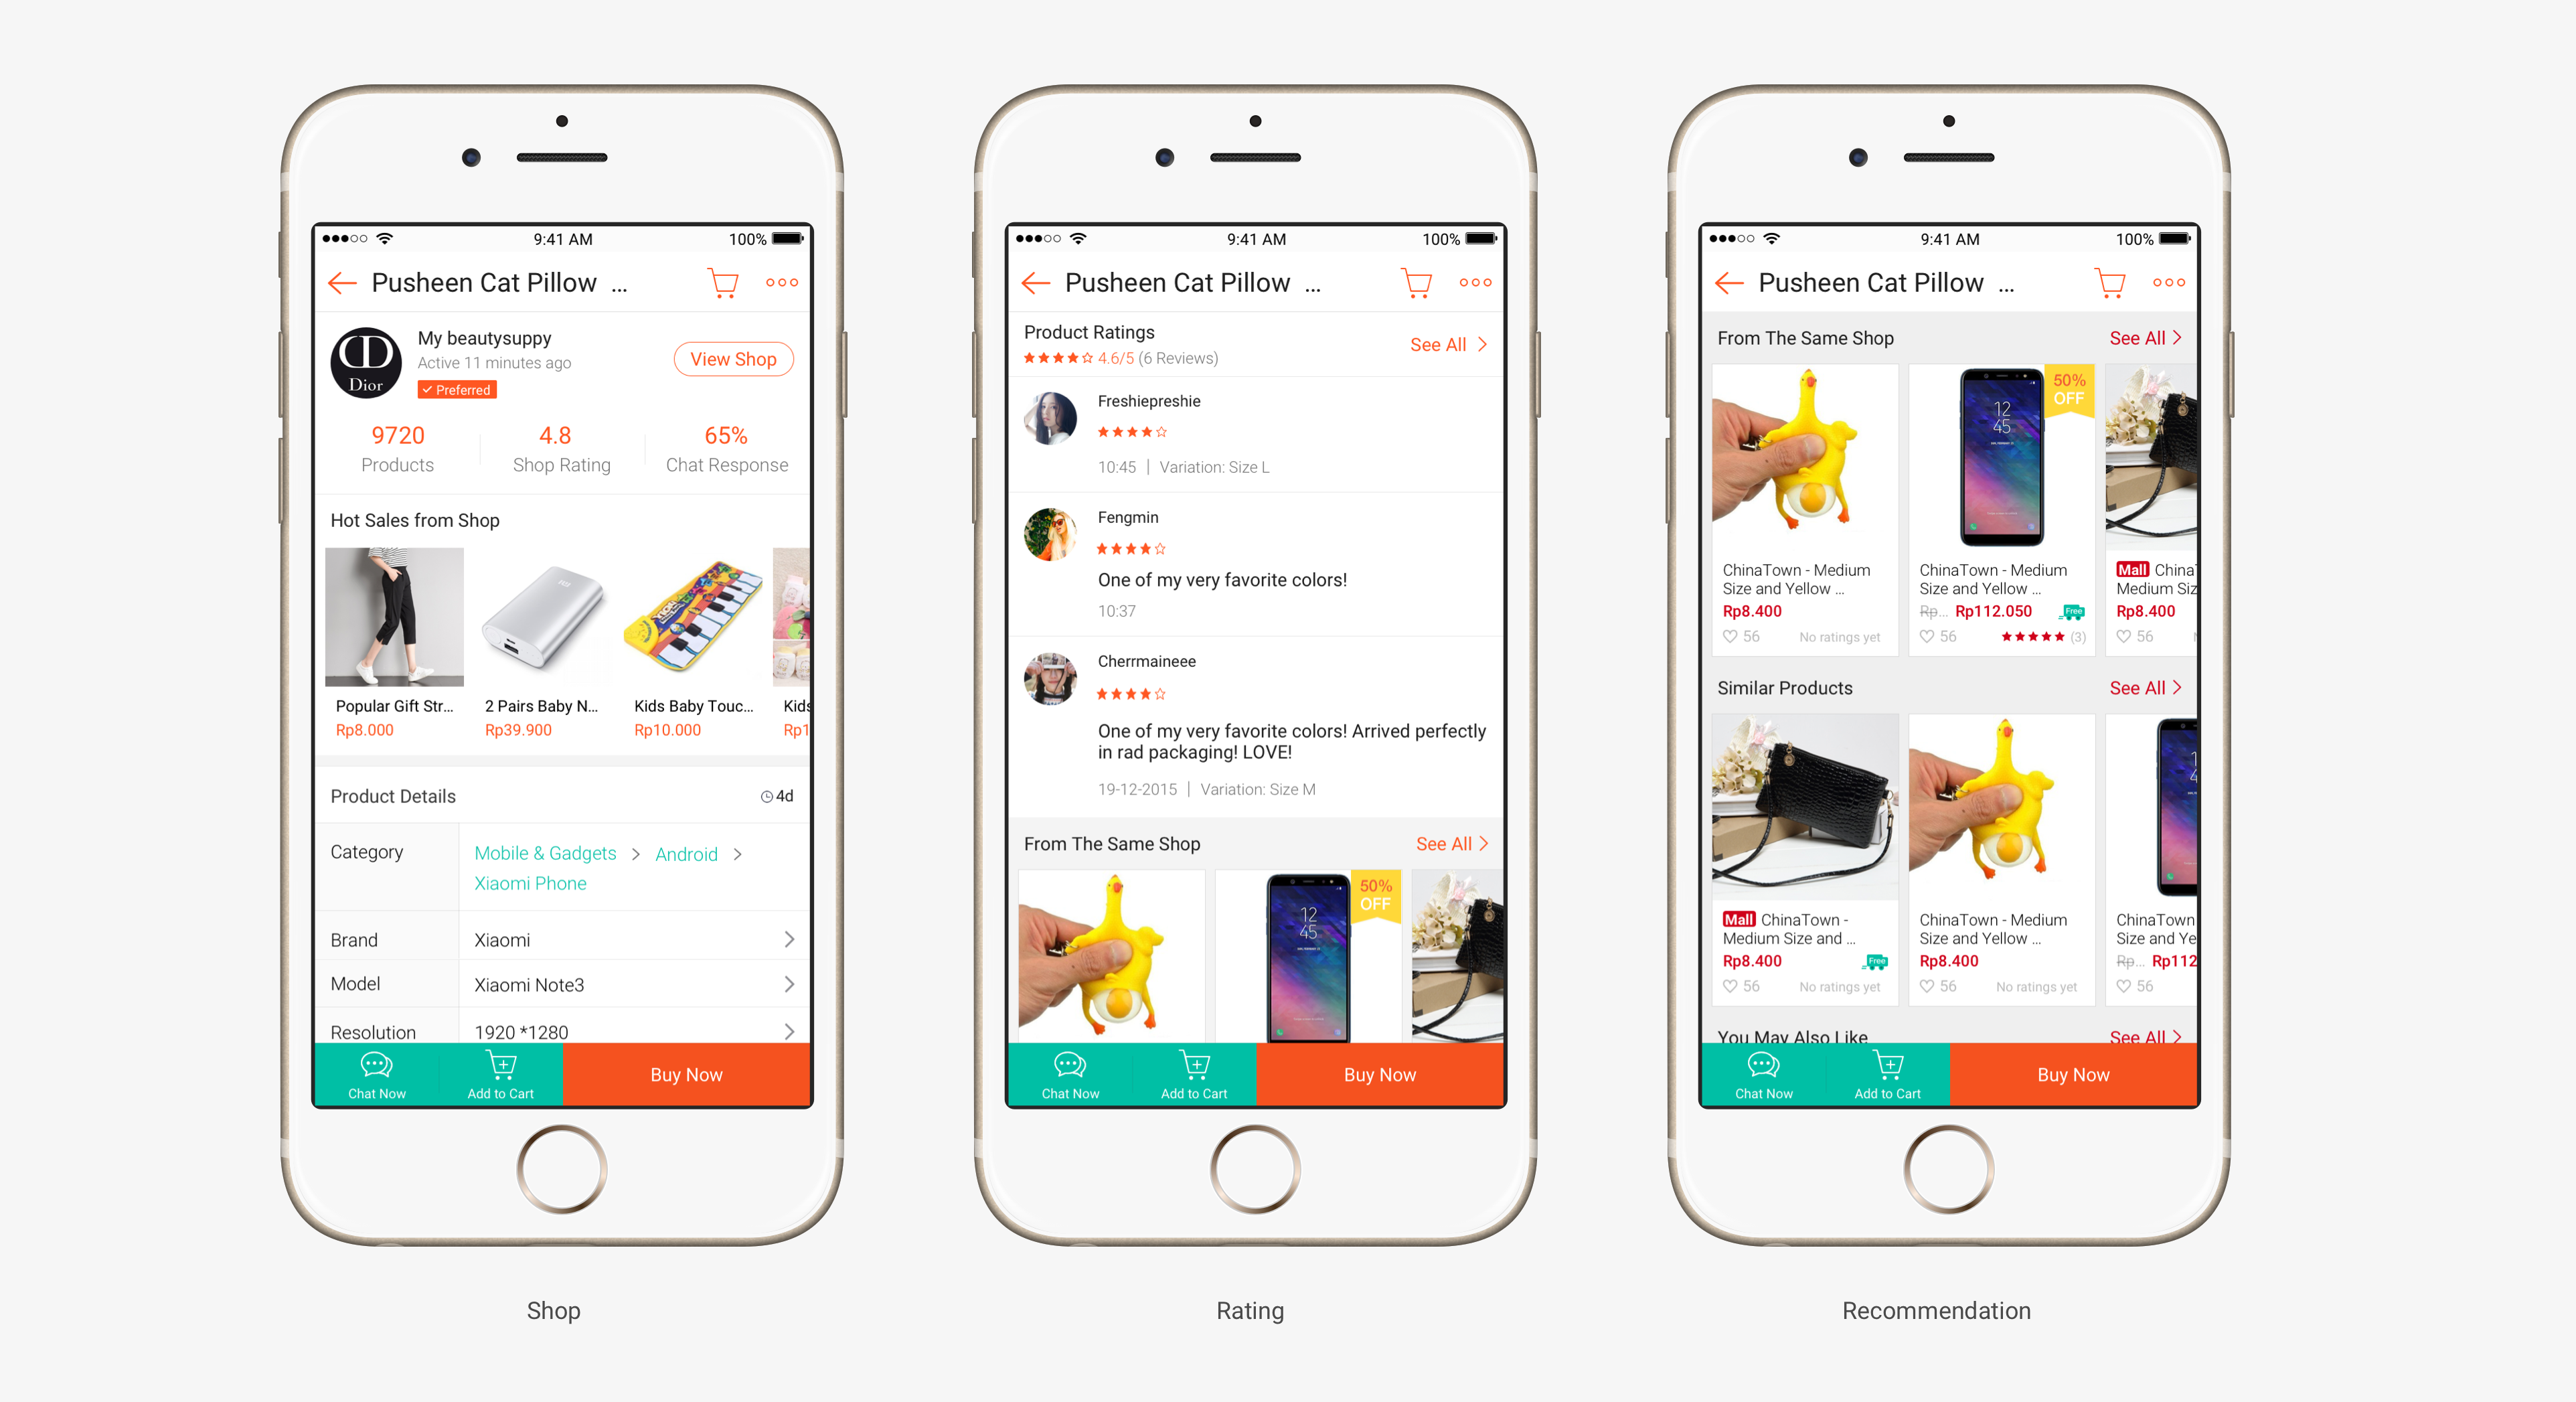 9:41 AM
100%
Pusheen Cat Pillow ...
CD
Dior
My beautysuppy
Active 11 minutes ago
Preferred
View Shop
9720
Products
4.8
Shop Rating
65%
Chat Response
Hot Sales from Shop
Popular Gift Str...
Rp8.000
2 Pairs Baby N...
Rp39.900
Kids Baby Touc...
Rp10.000
Kids
Rp1
Product Details
4d
Category
Mobile & Gadgets > Android >
Xiaomi Phone
Brand
Xiaomi
Model
Xiaomi Note3
Resolution
1920 *1280
Chat Now
Add to Cart
Buy Now
Shop
9:41 AM
100%
Pusheen Cat Pillow ...
Product Ratings
4.6/5 (6 Reviews)
See All
Freshiepreshie
10:45 | Variation: Size L
Fengmin
One of my very favorite colors!
10:37
Cherrmaineee
One of my very favorite colors! Arrived perfectly
in rad packaging! LOVE!
19-12-2015 | Variation: Size M
From The Same Shop
See All
12
45
50%
OFF
Chat Now
Add to Cart
Buy Now
Rating
9:41 AM
100%
Pusheen Cat Pillow ...
From The Same Shop
See All
12
45
50%
OFF
ChinaTown - Medium
Size and Yellow ...
Rp8.400
56
No ratings yet
ChinaTown - Medium
Size and Yellow ...
Rp... Rp112.050
Free
56
(3)
Mall China
Medium Siz
Rp8.400
56
Similar Products
See All
Mall ChinaTown -
Medium Size and ...
Rp8.400
Free
56
No ratings yet
ChinaTown - Medium
Size and Yellow ...
Rp8.400
56
No ratings yet
ChinaTown
Size and Ye
Rp... Rp112
56
You May Also Like
See All
Chat Now
Add to Cart
Buy Now
Recommendation